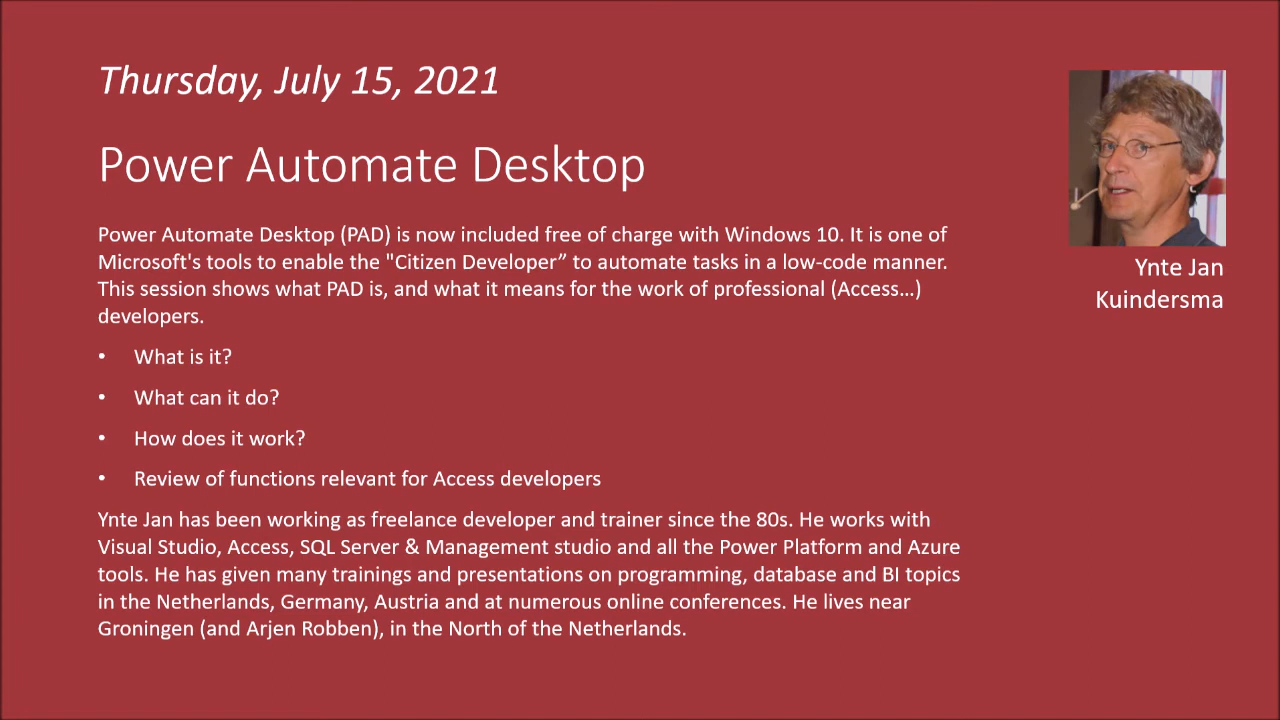 Thursday, July 15, 2021
Power Automate Desktop
Power Automate Desktop (PAD) is now included free of charge with Windows 10. It is one of
Microsoft's tools to enable the "Citizen Developer” to automate tasks in a low-code manner.
This session shows what PAD is, and what it means for the work of professional (Access…)
developers.
• What is it?
• What can it do?
• How does it work?
• Review of functions relevant for Access developers
Ynte Jan has been working as freelance developer and trainer since the 80s. He works with
Visual Studio, Access, SQL Server & Management studio and all the Power Platform and Azure
tools. He has given many trainings and presentations on programming, database and BI topics
in the Netherlands, Germany, Austria and at numerous online conferences. He lives near
Groningen (and Arjen Robben), in the North of the Netherlands.
Ynte Jan
Kuindersma